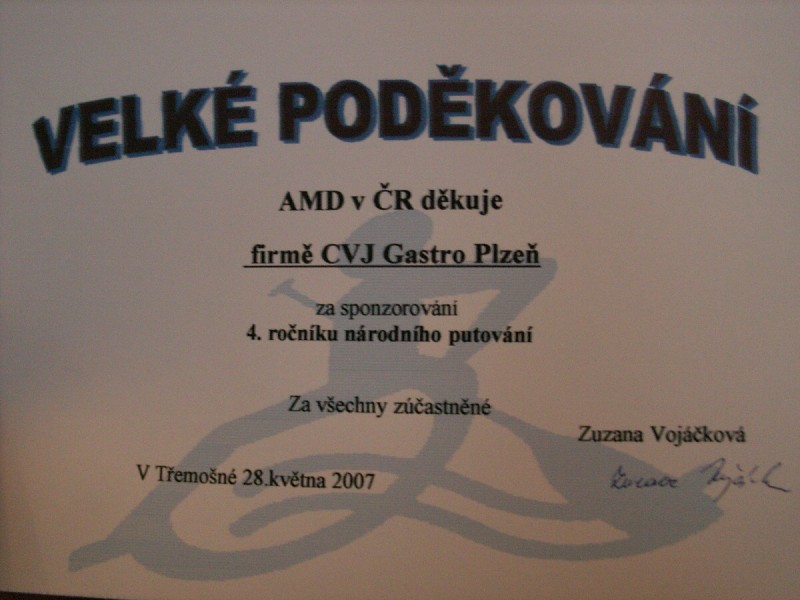 VELKÉ PODĚKOVÁNÍ
AMD v ČR děkuje
firmě CVJ Gastro Plzeň
za sponzorování
4. ročníku národního putování
Za všechny zúčastněné
Zuzana Vojáčková
V Třemošné 28.května 2007